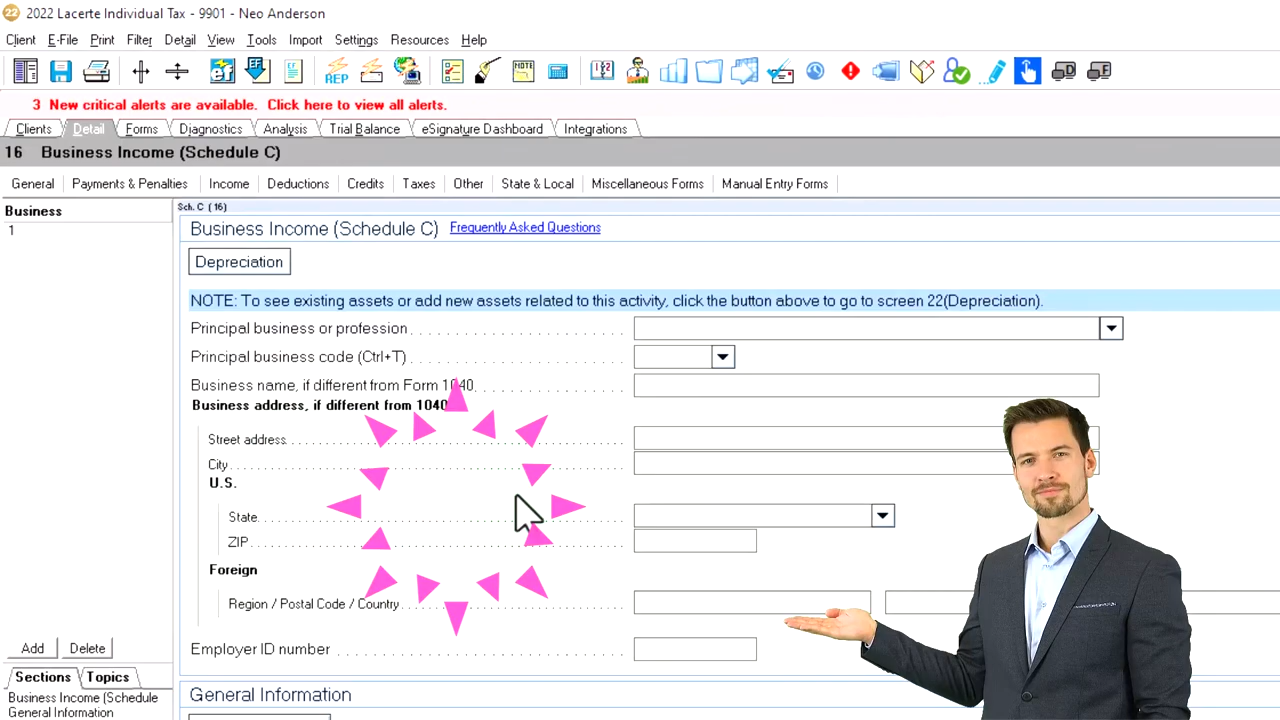 2022 Lacerte Individual Tax - 9901 - Neo Anderson
Client E-File Print Filter Detail View Tools Import Settings Resources Help
REP NOTE D F
3 New critical alerts are available. Click here to view all alerts.
Clients Detail Forms Diagnostics Analysis Trial Balance eSignature Dashboard Integrations
16 Business Income (Schedule C)
General Payments & Penalties Income Deductions Credits Taxes Other State & Local Miscellaneous Forms Manual Entry Forms
Business
1
Sch. C (16)
Business Income (Schedule C) Frequently Asked Questions
Depreciation
NOTE: To see existing assets or add new assets related to this activity, click the button above to go to screen 22(Depreciation).
Principal business or profession
Principal business code (Ctrl+T)
Business name, if different from Form 1040
Business address, if different from 1040
Street address
City
U.S.
State
ZIP
Foreign
Region / Postal Code / Country
Employer ID number
General Information
Add Delete
Sections Topics
Business Income (Schedule
General Information